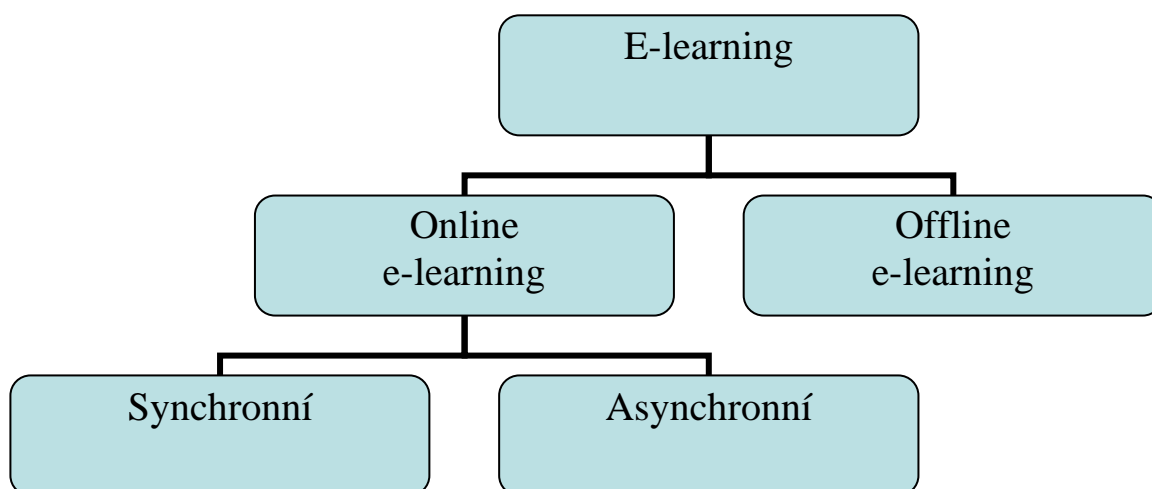 E-learning
Online
e-learning
Offline
e-learning
Synchronní
Asynchronní